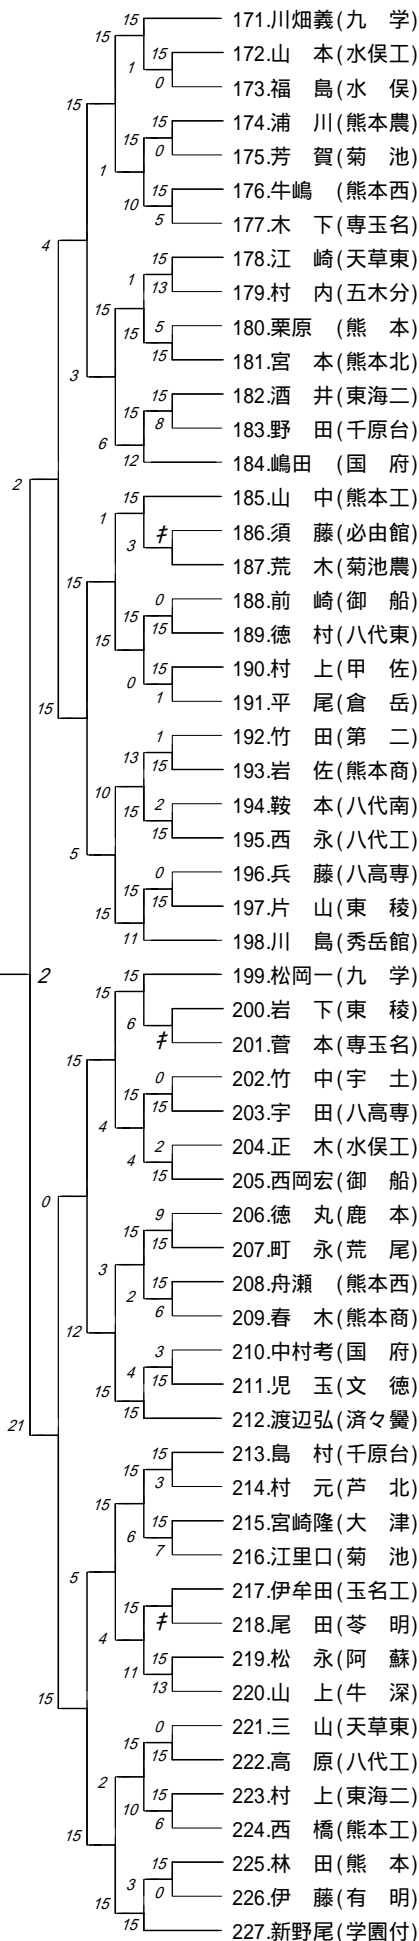 15 171.川畑義(九　学)
15
15 172.山　本(水俣工)
1
0 173.福　島(水　俣)
15
15 174.浦　川(熊本農)
15
0 175.芳　賀(菊　池)
1
15 176.牛嶋　(熊本西)
10
5 177.木　下(専玉名)
4
15 178.江　崎(天草東)
1
13 179.村　内(五木分)
15
5 180.栗原　(熊　本)
15
15 181.宮　本(熊本北)
3
15 182.酒　井(東海二)
15
8 183.野　田(千原台)
6
12 184.嶋田　(国　府)
2
15 185.山　中(熊本工)
1
186.須　藤(必由館)
3
187.荒　木(菊池農)
15
0 188.前　崎(御　船)
15
15 189.徳　村(八代東)
15
15 190.村　上(甲　佐)
0
1 191.平　尾(倉　岳)
15
1 192.竹　田(第　二)
13
15 193.岩　佐(熊本商)
10
2 194.鞍　本(八代南)
15
15 195.西　永(八代工)
5
0 196.兵　藤(八高専)
15
15 197.片　山(東　稜)
15
11 198.川　島(秀岳館)
2
15 199.松岡一(九　学)
15
200.岩　下(東　稜)
6
201.菅　本(専玉名)
15
0 202.竹　中(宇　土)
15
15 203.宇　田(八高専)
4
2 204.正　木(水俣工)
4
15 205.西岡宏(御　船)
0
9 206.徳　丸(鹿　本)
15
15 207.町　永(荒　尾)
3
15 208.舟瀬　(熊本西)
2
6 209.春　木(熊本商)
12
3 210.中村考(国　府)
4
15 211.児　玉(文　徳)
15
15 212.渡辺弘(済々黌)
21
15 213.島　村(千原台)
15
3 214.村　元(芦　北)
15
15 215.宮崎隆(大　津)
6
7 216.江里口(菊　池)
5
217.伊牟田(玉名工)
15
218.尾　田(苓　明)
4
15 219.松　永(阿　蘇)
11
13 220.山　上(牛　深)
15
0 221.三　山(天草東)
15
15 222.高　原(八代工)
2
15 223.村　上(東海二)
10
6 224.西　橋(熊本工)
15
15 225.林　田(熊　本)
3
0 226.伊　藤(有　明)
15
15 227.新野尾(学園付)